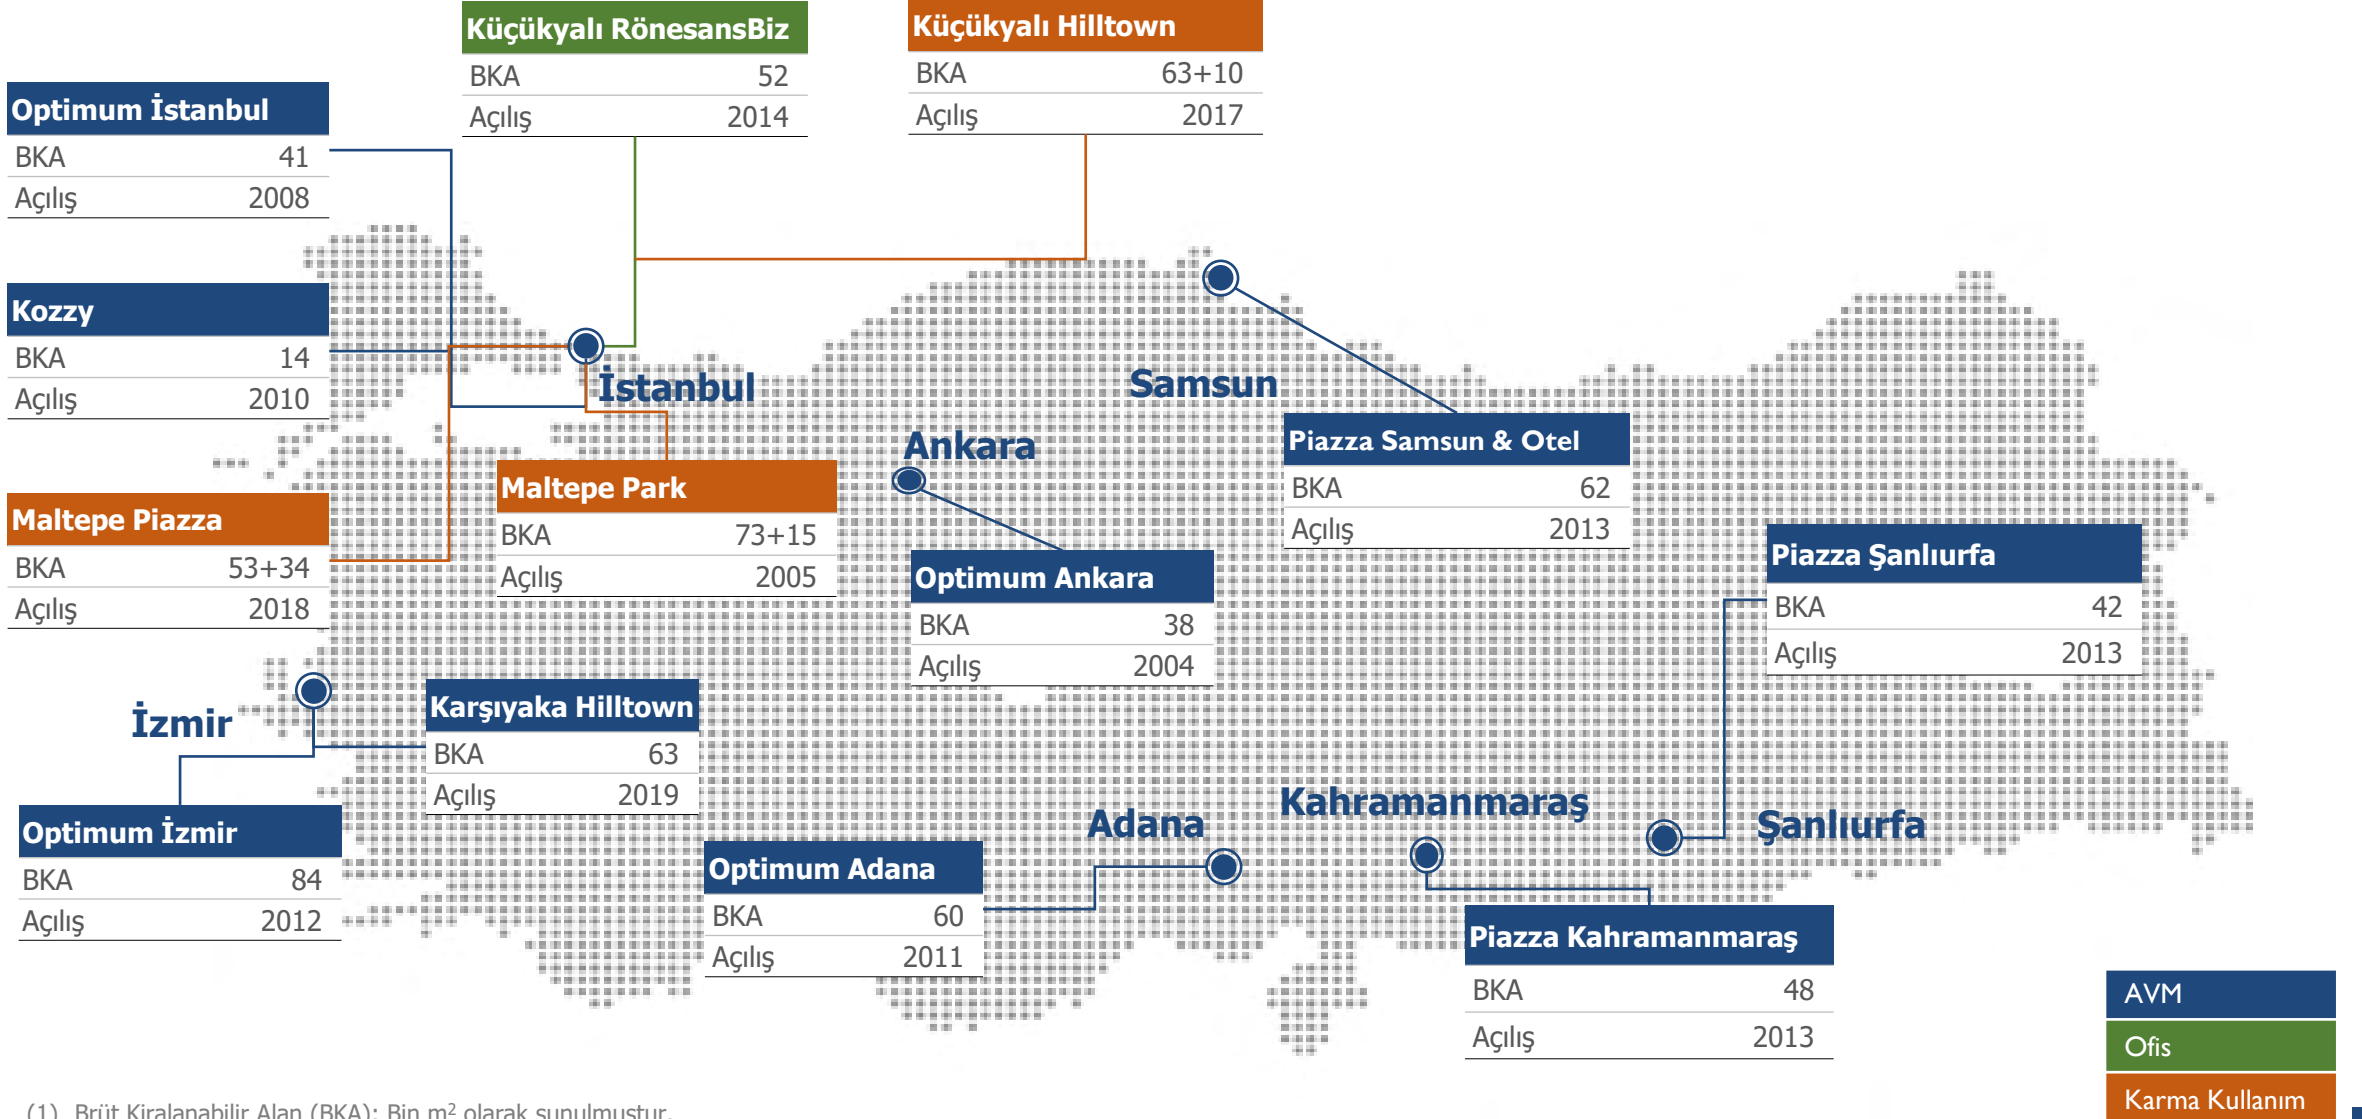 Küçükyalı RönesansBiz
BKA 52
Açılış 2014
Küçükyalı Hilltown
BKA 63+10
Açılış 2017
Optimum İstanbul
BKA 41
Açılış 2008
Kozzy
BKA 14
Açılış 2010
İstanbul
Samsun
Ankara
Piazza Samsun & Otel
BKA 62
Açılış 2013
Maltepe Piazza
BKA 53+34
Açılış 2018
Maltepe Park
BKA 73+15
Açılış 2005
Optimum Ankara
BKA 38
Açılış 2004
Piazza Şanlıurfa
BKA 42
Açılış 2013
İzmir
Karşıyaka Hilltown
BKA 63
Açılış 2019
Optimum İzmir
BKA 84
Açılış 2012
Adana
Kahramanmaraş
Şanlıurfa
Optimum Adana
BKA 60
Açılış 2011
Piazza Kahramanmaraş
BKA 48
Açılış 2013
AVM
Ofis
Karma Kullanım
(1) Brüt Kiralanabilir Alan (BKA): Bin m² olarak sunulmuştur.